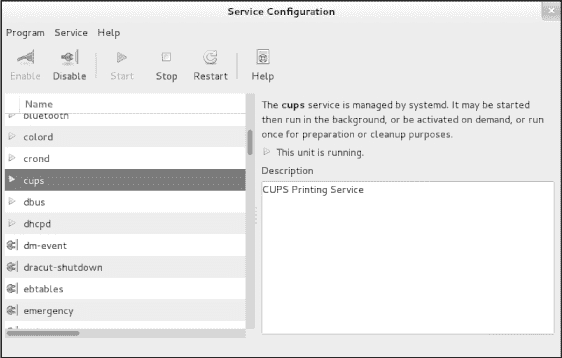 Service Configuration
Program Service Help
Enable Disable Start Stop Restart Help
Name
bluetooth
colord
crond
cups
dbus
dhcpd
dm-event
dracut-shutdown
ebtables
emergency
The cups service is managed by systemd. It may be started
then run in the background, or be activated on demand, or run
once for preparation or cleanup purposes.
This unit is running.
Description
CUPS Printing Service